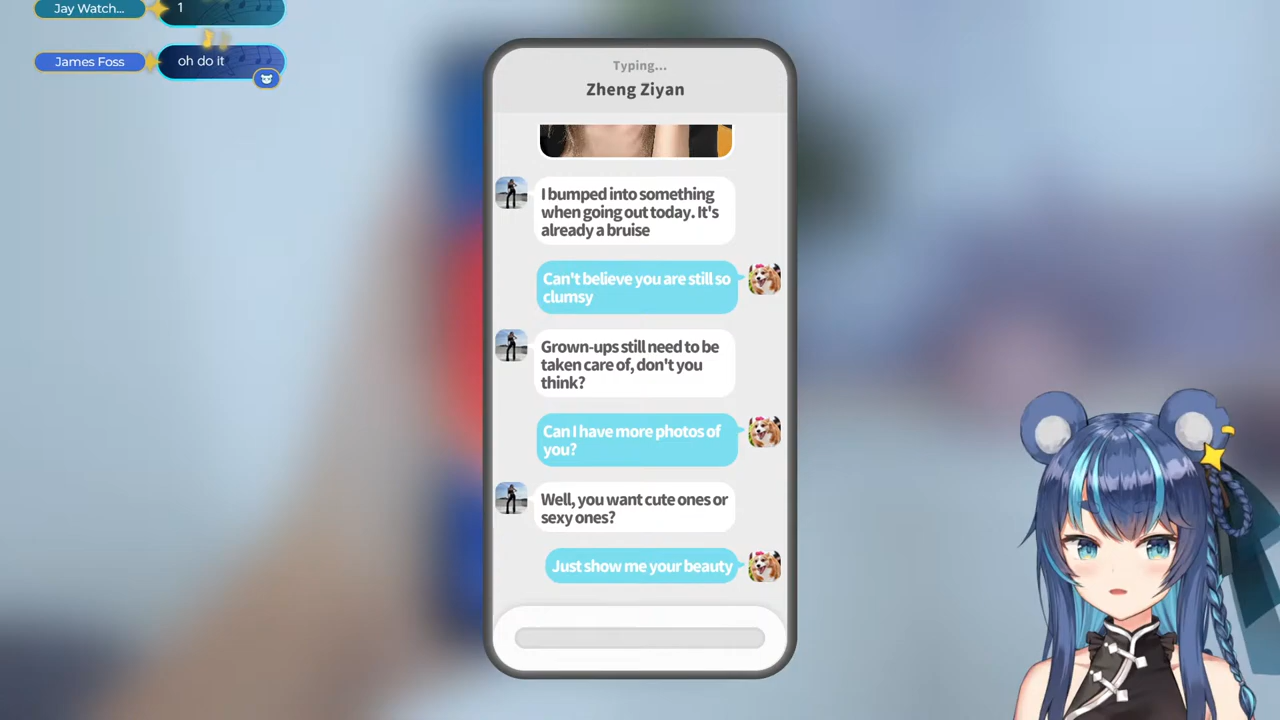 Jay Watch...
1
James Foss
oh do it
Typing...
Zheng Ziyan
I bumped into something
when going out today. It's
already a bruise
Can't believe you are still so
clumsy
Grown-ups still need to be
taken care of, don't you
think?
Can I have more photos of
you?
Well, you want cute ones or
sexy ones?
Just show me your beauty